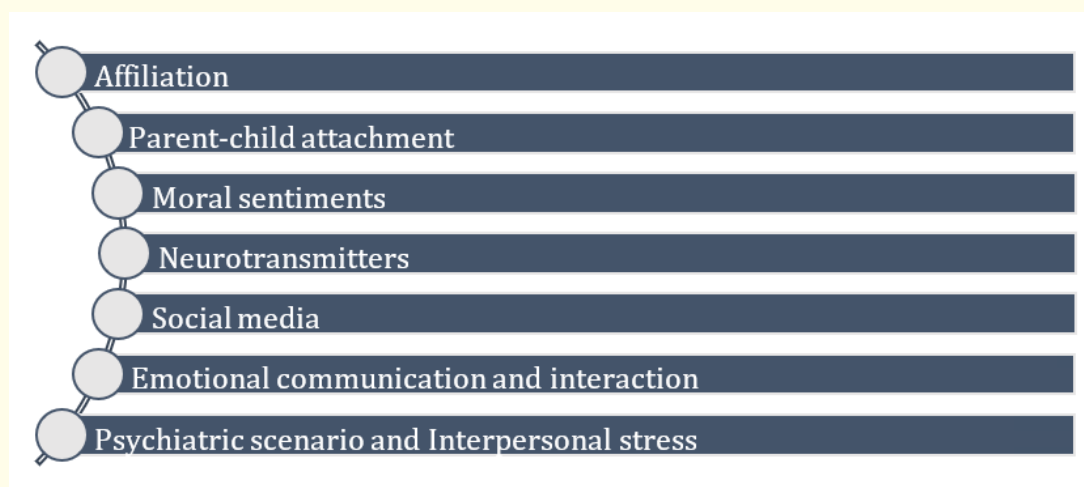 Affiliation
Parent-child attachment
Moral sentiments
Neurotransmitters
Social media
Emotional communication and interaction
Psychiatric scenario and Interpersonal stress